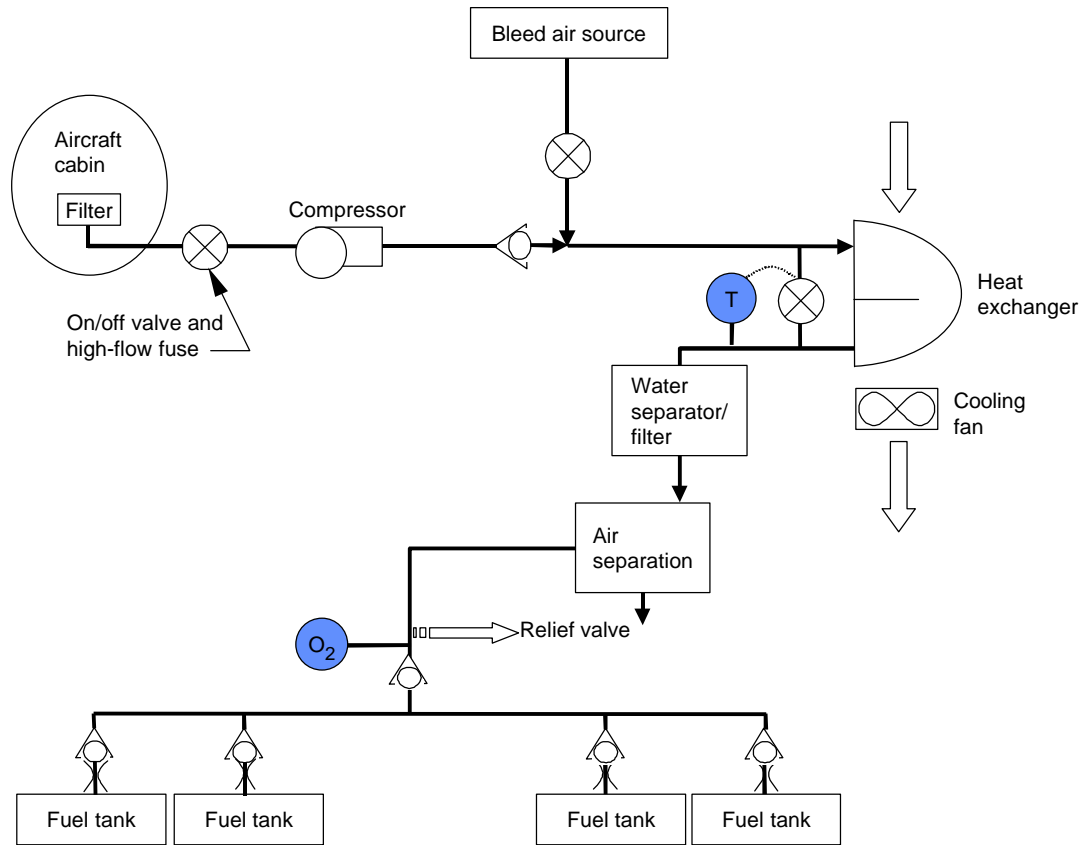 Bleed air source
Aircraft
cabin
Filter
Compressor
On/off valve and
high-flow fuse
T
Heat
exchanger
Water
separator/
filter
Cooling
fan
Air
separation
Relief valve
O2
Fuel tank
Fuel tank
Fuel tank
Fuel tank